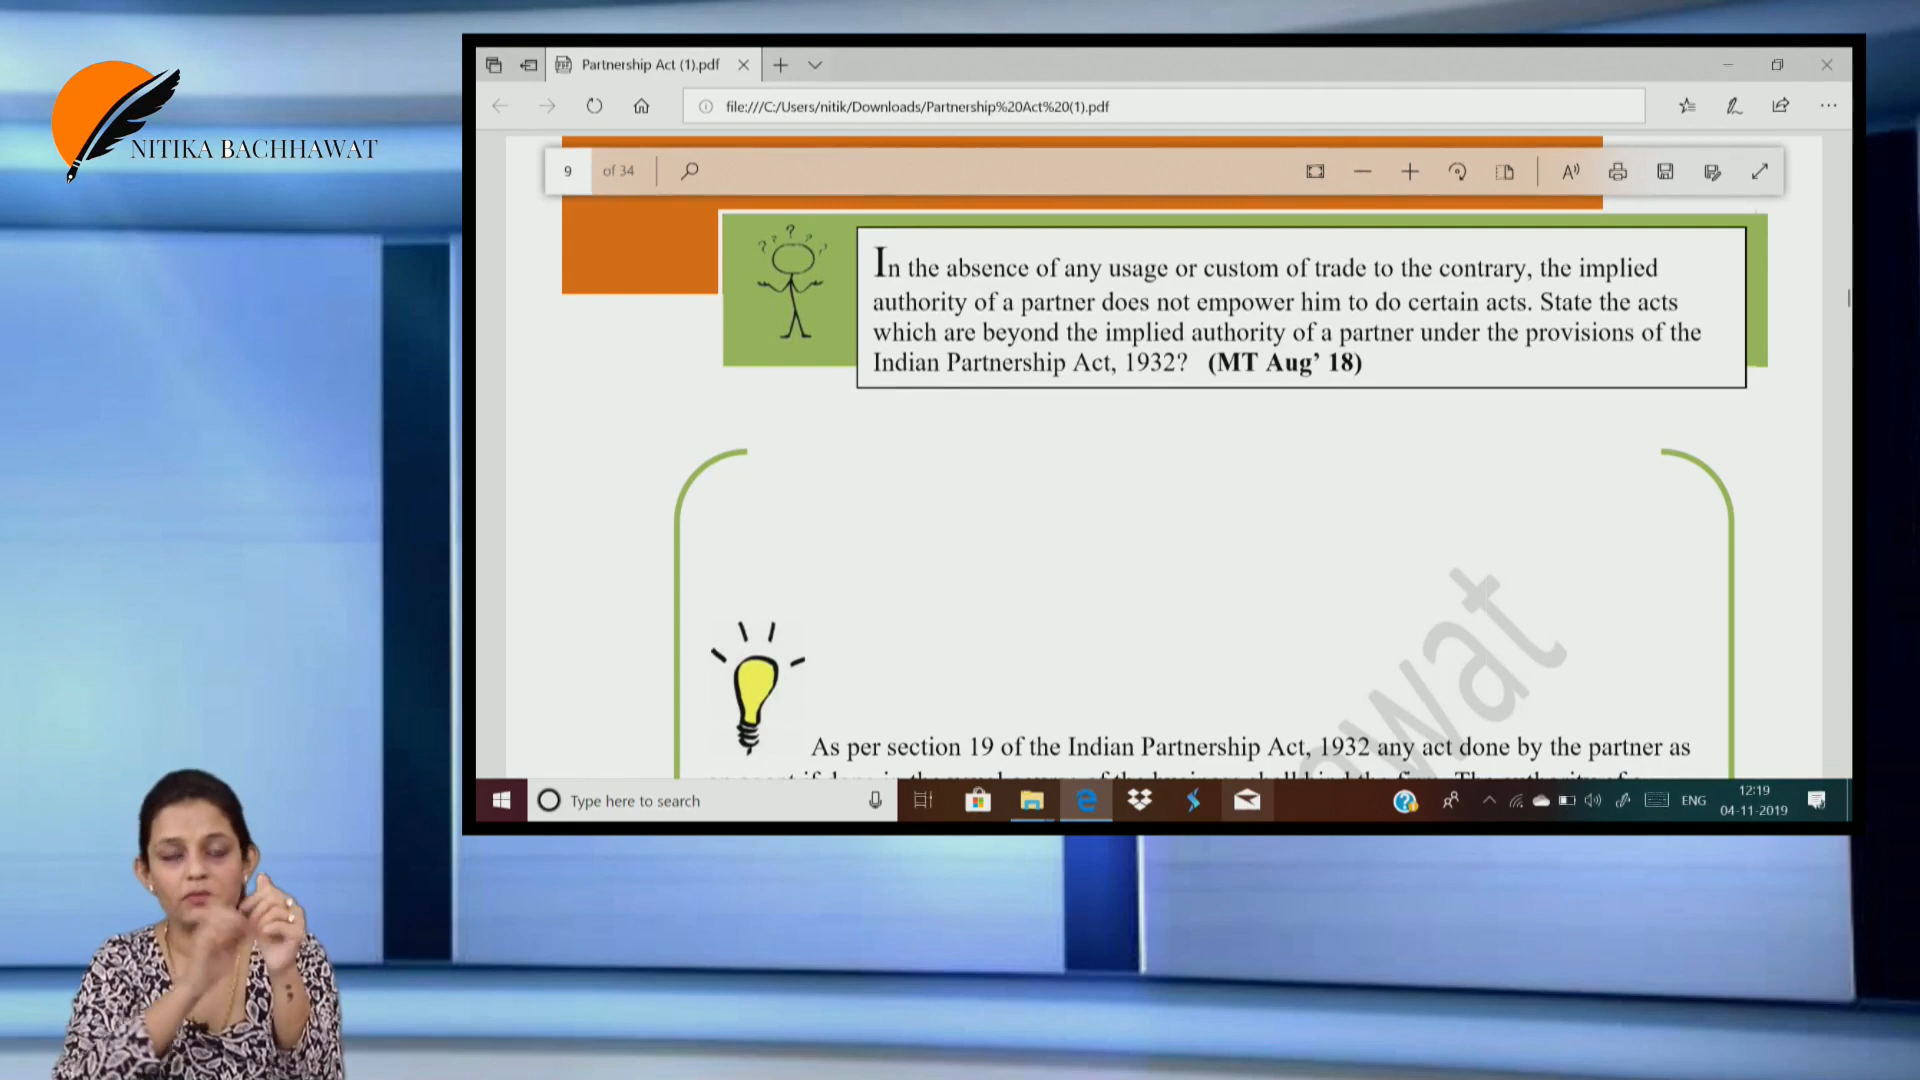 NITIKA BACHHAWAT
Partnership Act (1).pdf
file:///C:/Users/nitik/Downloads/Partnership%20Act%20(1).pdf
9 of 34
In the absence of any usage or custom of trade to the contrary, the implied
authority of a partner does not empower him to do certain acts. State the acts
which are beyond the implied authority of a partner under the provisions of the
Indian Partnership Act, 1932? (MT Aug’ 18)
As per section 19 of the Indian Partnership Act, 1932 any act done by the partner as
Type here to search
ENG
12:19
04-11-2019